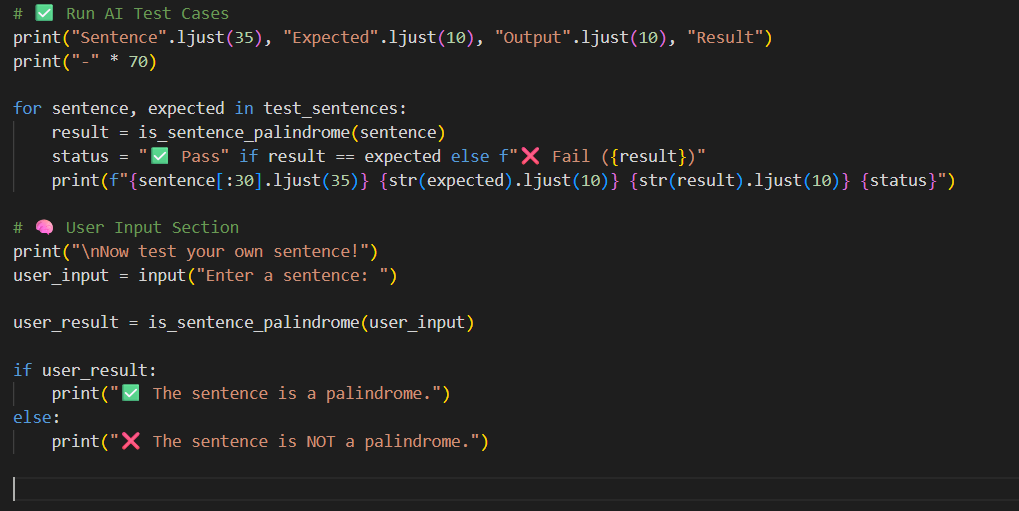 # ✅ Run AI Test Cases
print("Sentence".ljust(35), "Expected".ljust(10), "Output".ljust(10), "Result")
print("-" * 70)

for sentence, expected in test_sentences:
    result = is_sentence_palindrome(sentence)
    status = "✅ Pass" if result == expected else f"❌ Fail ({result})"
    print(f"{sentence[:30].ljust(35)} {str(expected).ljust(10)} {str(result).ljust(10)} {status}")

# 🧠 User Input Section
print("\nNow test your own sentence!")
user_input = input("Enter a sentence: ")

user_result = is_sentence_palindrome(user_input)

if user_result:
    print("✅ The sentence is a palindrome.")
else:
    print("❌ The sentence is NOT a palindrome.")